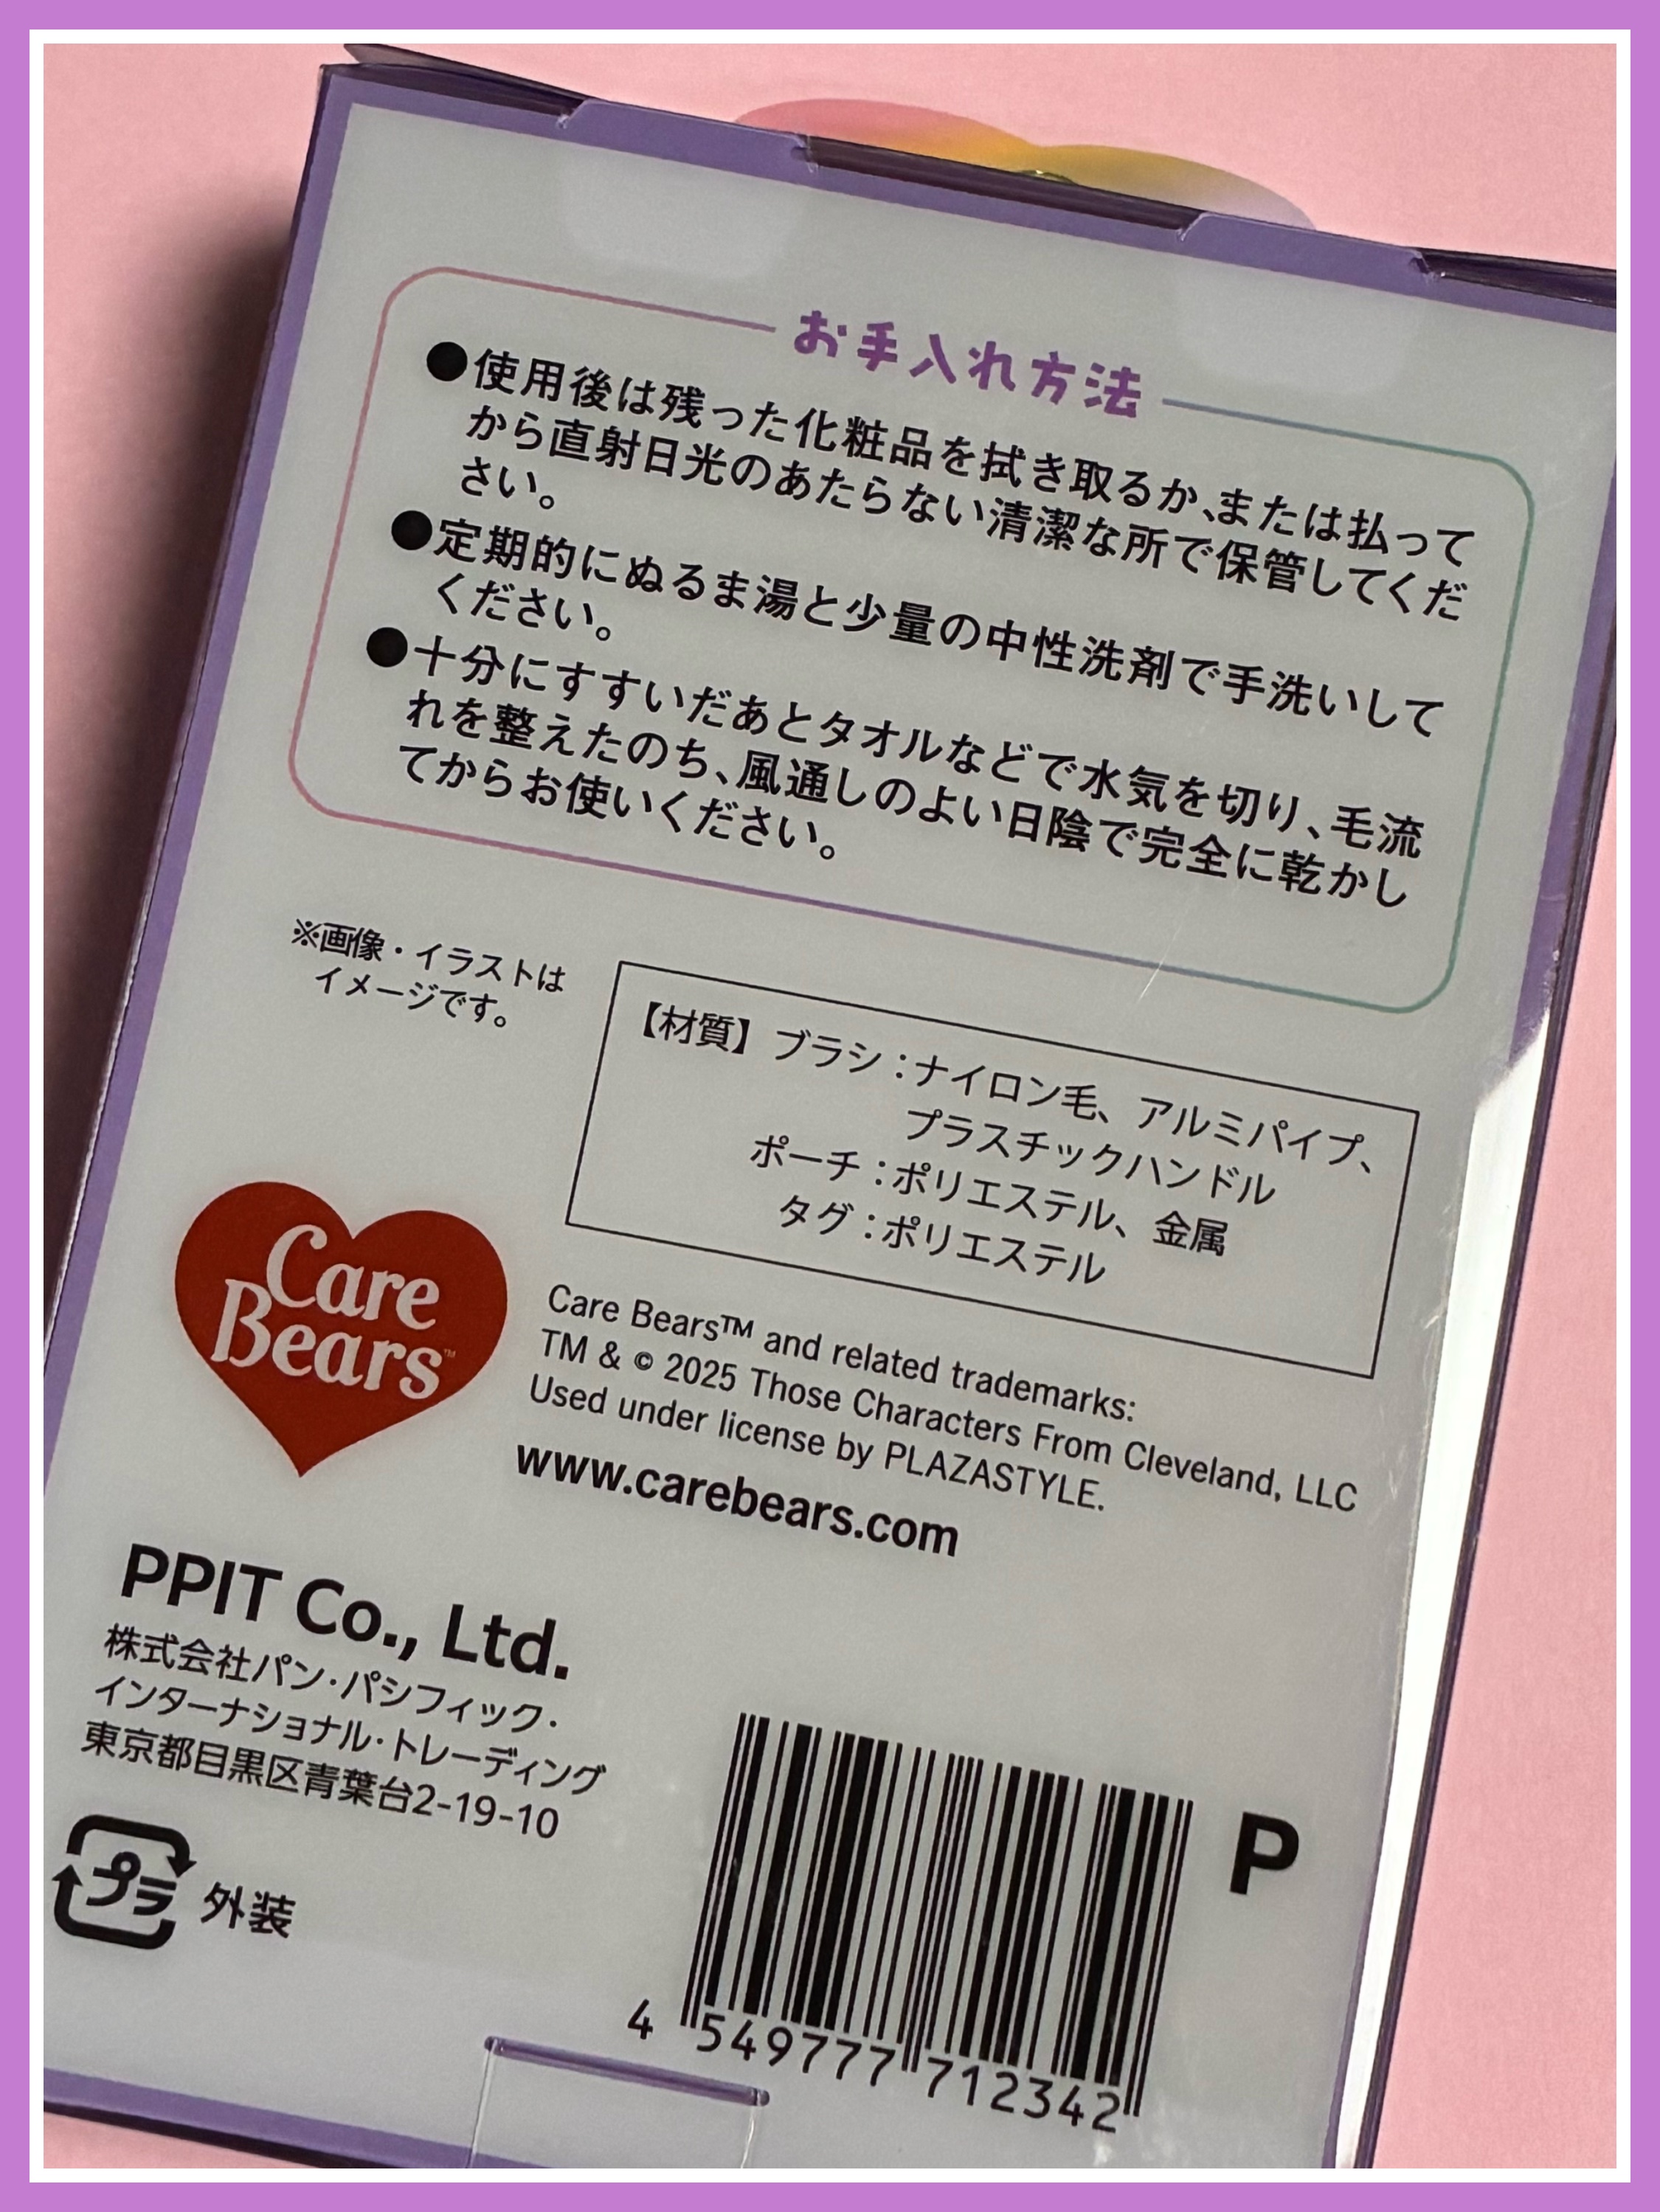 お手入れ方法
●使用後は残った化粧品を拭き取るか、または払って
から直射日光のあたらない清潔な所で保管してくだ
さい。
●定期的にぬるま湯と少量の中性洗剤で手洗いして
ください。
●十分にすすいだあとタオルなどで水気を切り、毛流
れを整えたのち、風通しのよい日陰で完全に乾かし
てからお使いください。
※画像・イラストは
イメージです。
【材質】ブラシ：ナイロン毛、アルミパイプ、
プラスチックハンドル
ポーチ：ポリエステル、金属
タグ：ポリエステル
Care
Bears™
Care Bears™ and related trademarks:
TM & © 2025 Those Characters From Cleveland, LLC
Used under license by PLAZASTYLE.
www.carebears.com
PPIT Co., Ltd.
株式会社パン・パシフィック・
インターナショナル・トレーディング
東京都目黒区青葉台2-19-10
プラ 外装
P
4 549777 712342